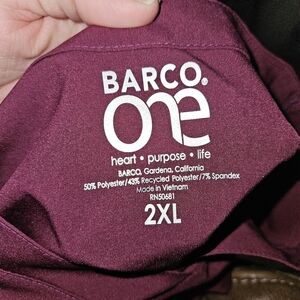 BARCO®
one
heart • purpose • life
BARCO, Gardena, California
50% Polyester/43% Recycled Polyester/7% Spandex
Made in Vietnam
RN50681
2XL